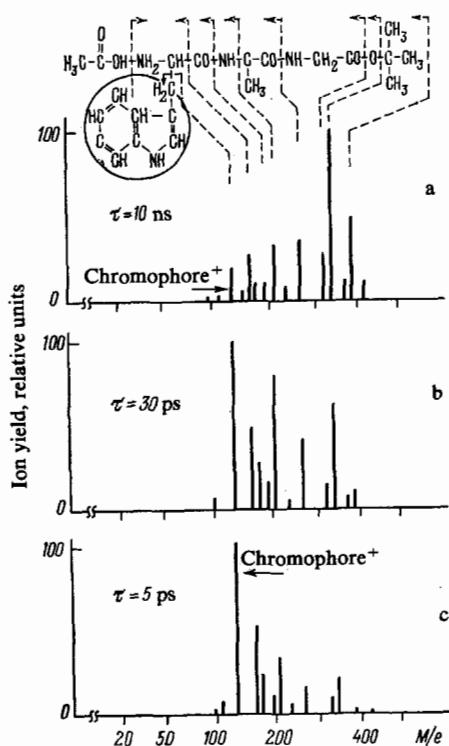 CH₃
H₃C-C-OH NH₂-CH-CO-NH-CH-CO-NH-CH₂-CO-O-C-CH₃
O
H₂C
CH₃
CH₃
CH
HC C-H C
HC C CH
CH NH
100
a
τ=10 ns
Chromophore⁺
0
100
b
τ=30 ps
0
100
Chromophore⁺
τ=5 ps
c
0
20 50 100 200 400 M/e
Ion yield, relative units